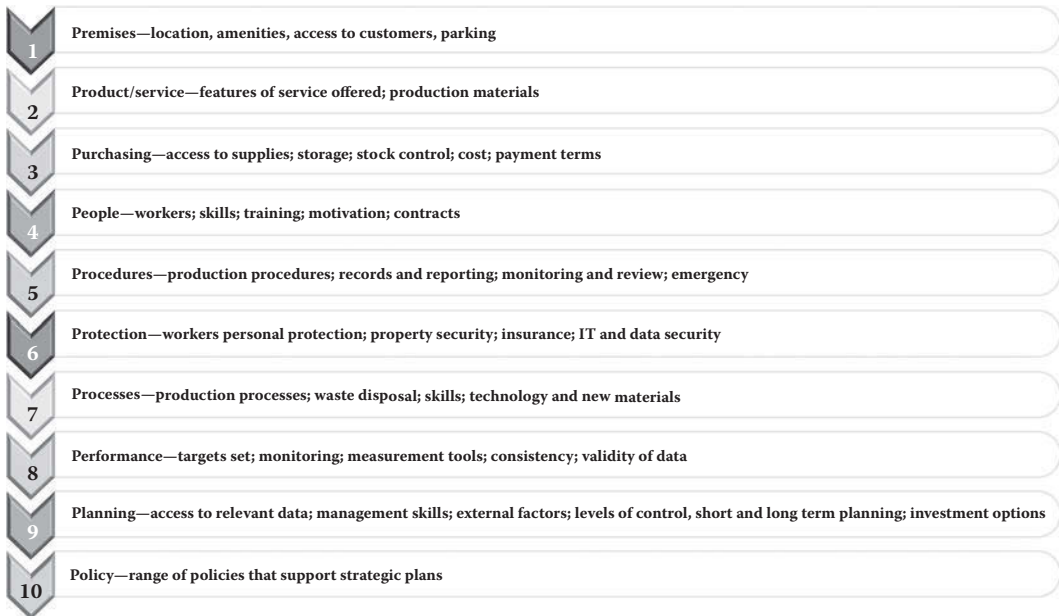 1 Premises—location, amenities, access to customers, parking
2 Product/service—features of service offered; production materials
3 Purchasing—access to supplies; storage; stock control; cost; payment terms
4 People—workers; skills; training; motivation; contracts
5 Procedures—production procedures; records and reporting; monitoring and review; emergency
6 Protection—workers personal protection; property security; insurance; IT and data security
7 Processes—production processes; waste disposal; skills; technology and new materials
8 Performance—targets set; monitoring; measurement tools; consistency; validity of data
9 Planning—access to relevant data; management skills; external factors; levels of control, short and long term planning; investment options
10 Policy—range of policies that support strategic plans